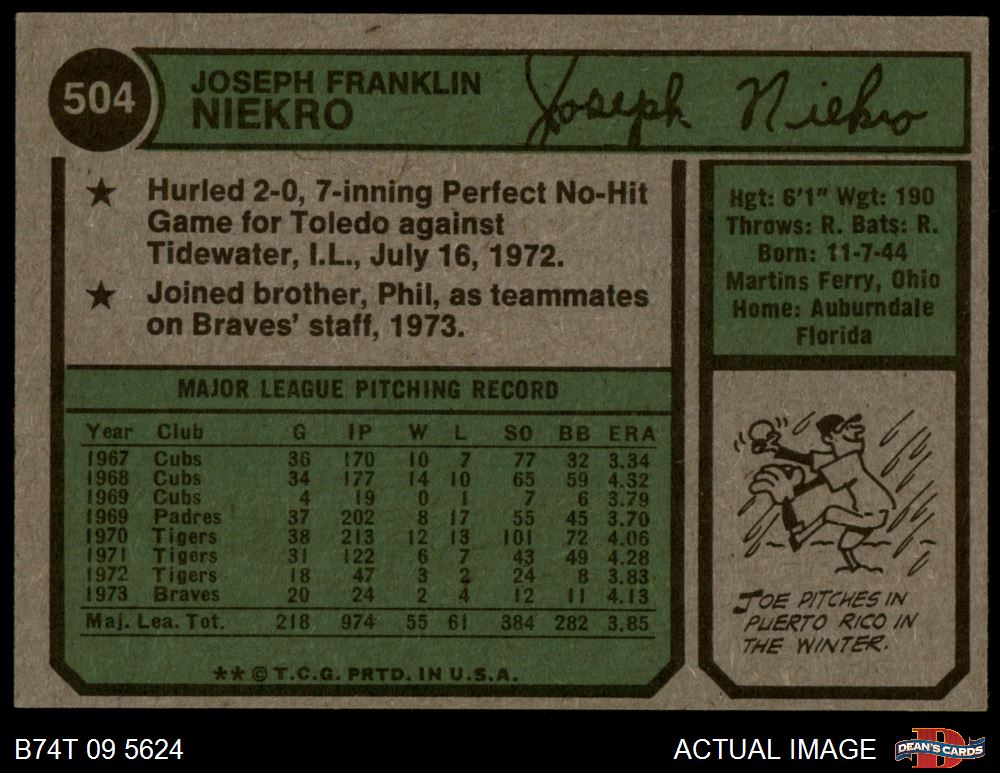 504
JOSEPH FRANKLIN
NIEKRO
Joseph Niekro
★ Hurled 2-0, 7-inning Perfect No-Hit
Game for Toledo against
Tidewater, I.L., July 16, 1972.
★ Joined brother, Phil, as teammates
on Braves' staff, 1973.
Hgt: 6'1" Wgt: 190
Throws: R. Bats: R.
Born: 11-7-44
Martins Ferry, Ohio
Home: Auburndale
Florida
MAJOR LEAGUE PITCHING RECORD
Year Club G IP W L SO BB ERA
1967 Cubs 36 170 10 7 77 32 3.34
1968 Cubs 34 177 14 10 65 59 4.32
1969 Cubs 4 19 0 1 7 6 3.79
1969 Padres 37 202 8 17 55 45 3.70
1970 Tigers 38 213 12 13 101 72 4.06
1971 Tigers 31 122 6 7 43 49 4.28
1972 Tigers 18 47 3 2 24 8 3.83
1973 Braves 20 24 2 4 12 11 4.13
Maj. Lea. Tot. 218 974 55 61 384 282 3.85
**© T.C.G. PRTD. IN U.S.A.
JOE PITCHES IN
PUERTO RICO IN
THE WINTER.
B74T 09 5624
ACTUAL IMAGE
D
DEAN'S CARDS